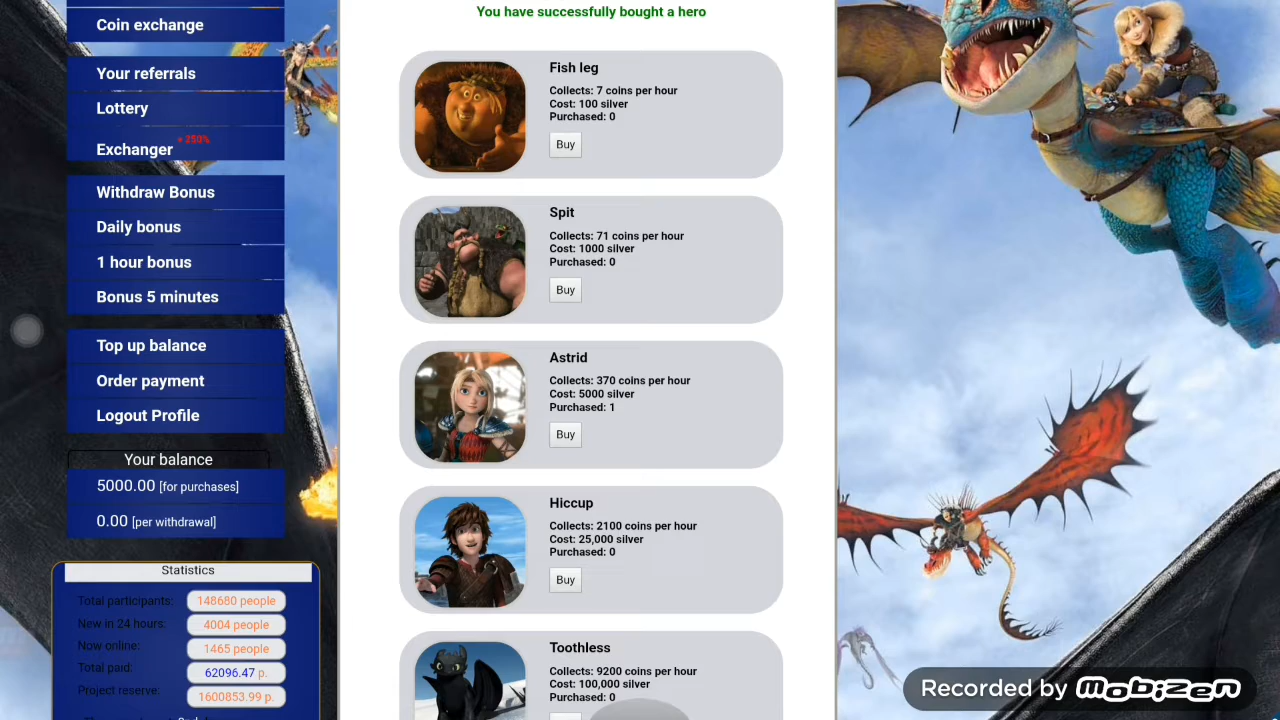 Coin exchange
Your referrals
Lottery
Exchanger + 250%
Withdraw Bonus
Daily bonus
1 hour bonus
Bonus 5 minutes
Top up balance
Order payment
Logout Profile
Your balance
5000.00 [for purchases]
0.00 [per withdrawal]
Statistics
Total participants: 148680 people
New in 24 hours: 4004 people
Now online: 1465 people
Total paid: 62096.47 p.
Project reserve: 1600853.99 p.
You have successfully bought a hero
Fish leg
Collects: 7 coins per hour
Cost: 100 silver
Purchased: 0
Buy
Spit
Collects: 71 coins per hour
Cost: 1000 silver
Purchased: 0
Buy
Astrid
Collects: 370 coins per hour
Cost: 5000 silver
Purchased: 1
Buy
Hiccup
Collects: 2100 coins per hour
Cost: 25,000 silver
Purchased: 0
Buy
Toothless
Collects: 9200 coins per hour
Cost: 100,000 silver
Purchased: 0
Recorded by mobizen